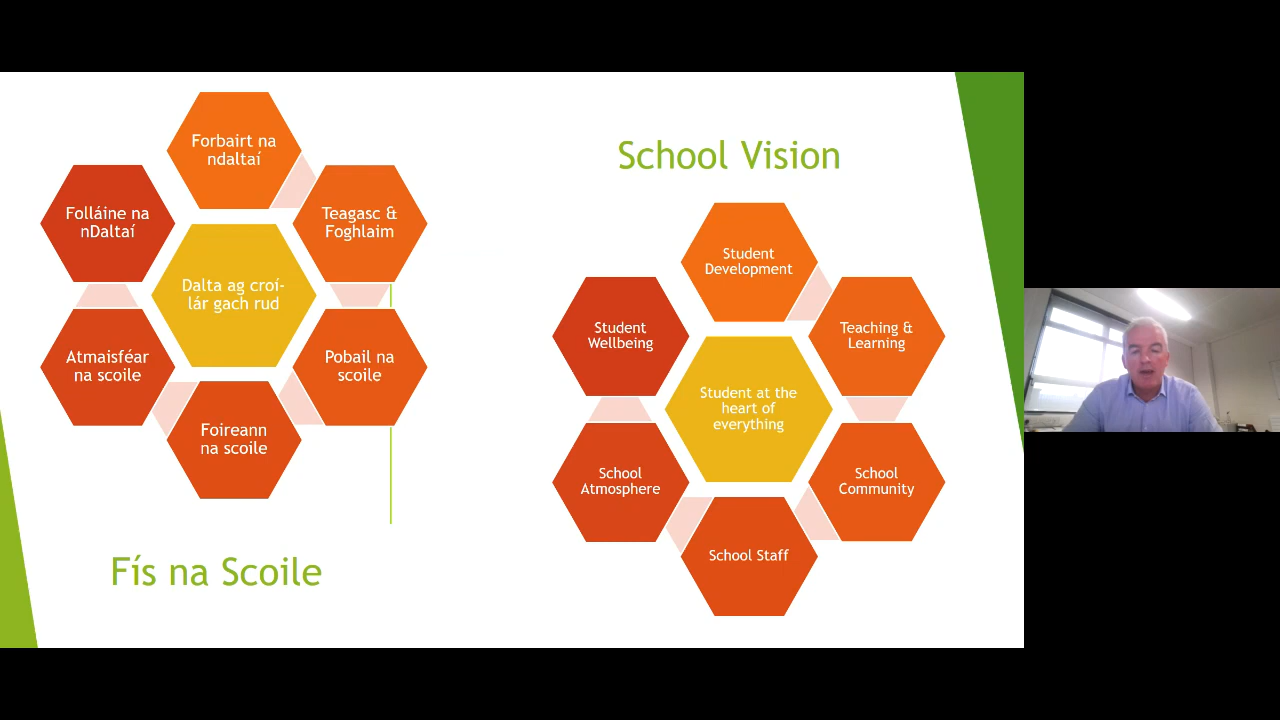 Forbairt na
ndaltaí
Folláine na
nDaltaí
Teagasc &
Foghlaim
Dalta ag croí-
lár gach rud
Atmaisféar
na scoile
Pobail na
scoile
Foireann
na scoile
Fís na Scoile
School Vision
Student
Development
Student
Wellbeing
Teaching &
Learning
Student at the
heart of
everything
School
Atmosphere
School
Community
School Staff